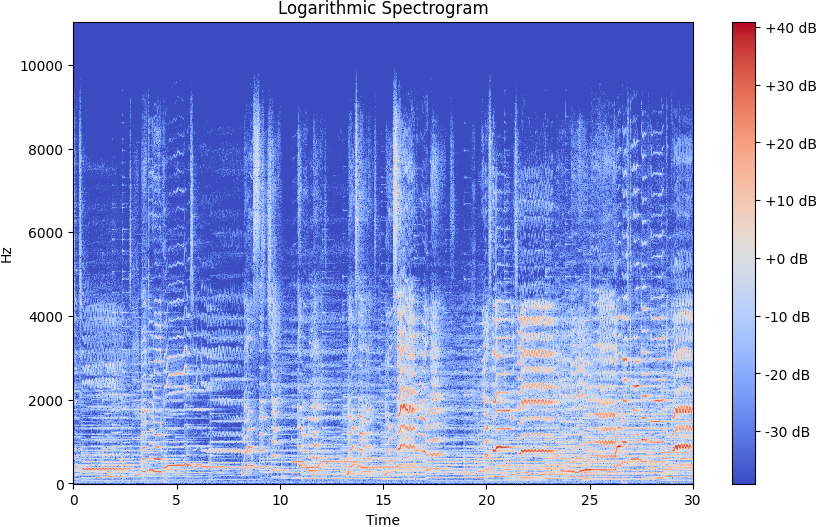 Logarithmic Spectrogram
10000
8000
6000
4000
2000
0
Hz
0 5 10 15 20 25 30
Time
+40 dB
+30 dB
+20 dB
+10 dB
+0 dB
-10 dB
-20 dB
-30 dB